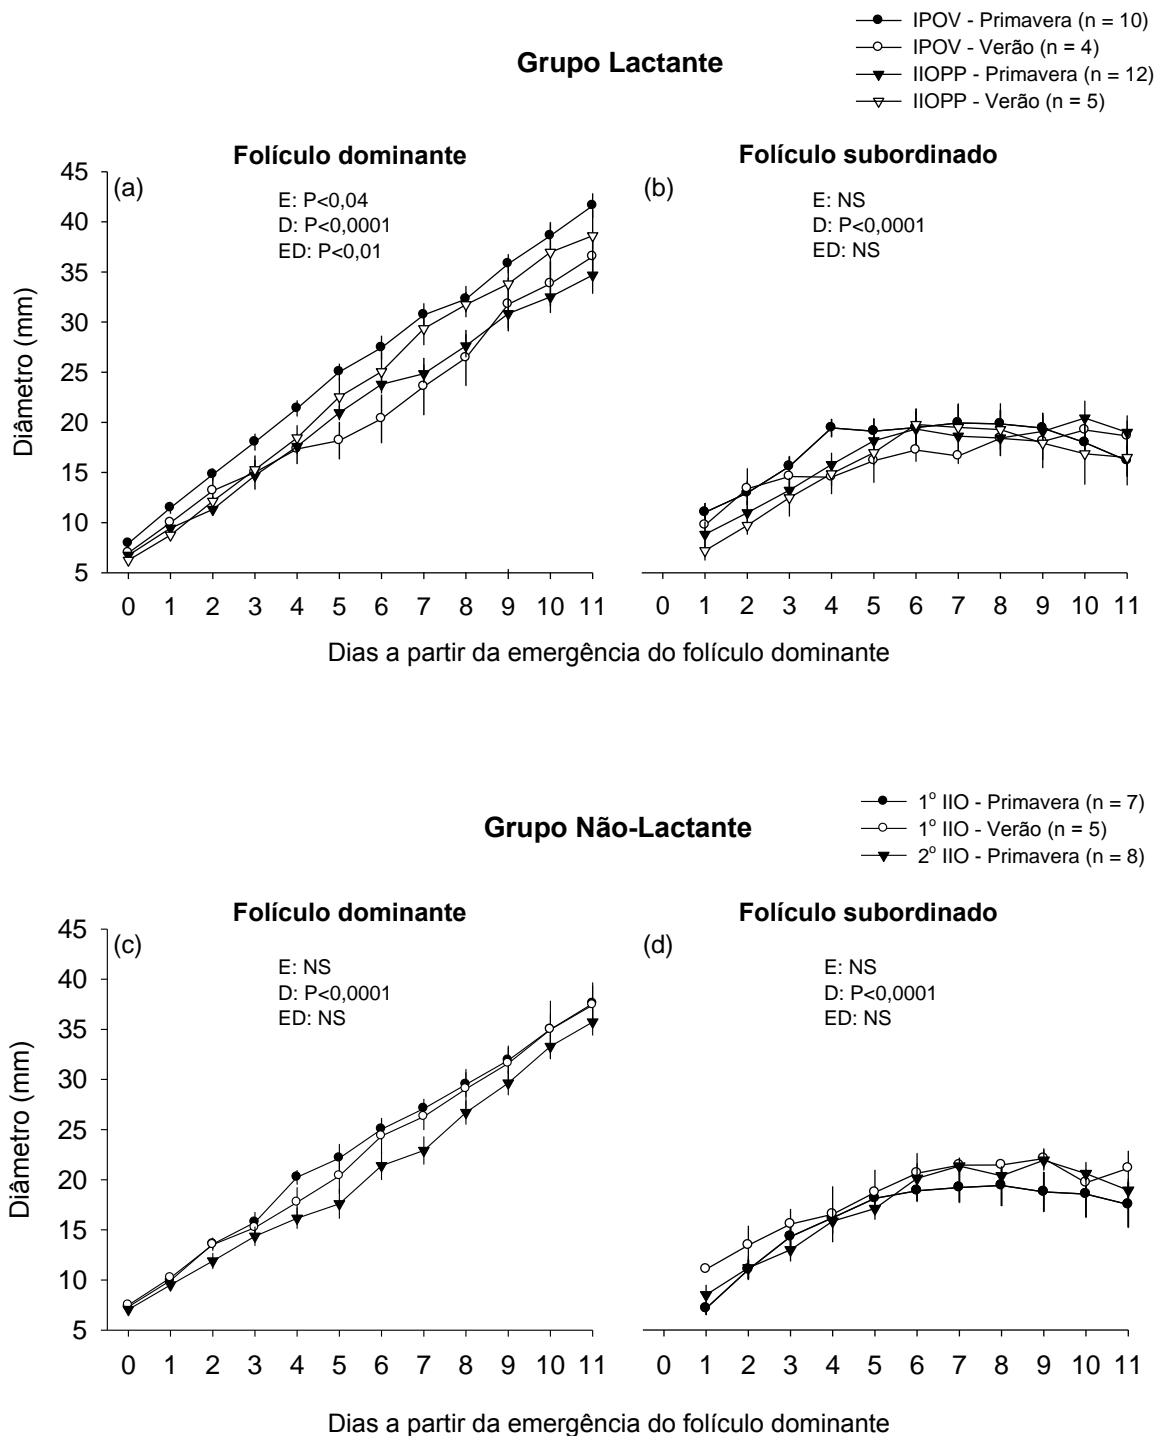 IPOV - Primavera (n = 10)
IPOV - Verão (n = 4)
IIOPP - Primavera (n = 12)
IIOPP - Verão (n = 5)
Grupo Lactante
Folículo dominante
Folículo subordinado
(a)
E: P<0,04
D: P<0,0001
ED: P<0,01
(b)
E: NS
D: P<0,0001
ED: NS
45
40
35
30
25
20
15
10
5
Diâmetro (mm)
0 1 2 3 4 5 6 7 8 9 10 11
0 1 2 3 4 5 6 7 8 9 10 11
Dias a partir da emergência do folículo dominante
1º IIO - Primavera (n = 7)
1º IIO - Verão (n = 5)
2º IIO - Primavera (n = 8)
Grupo Não-Lactante
Folículo dominante
Folículo subordinado
(c)
E: NS
D: P<0,0001
ED: NS
(d)
E: NS
D: P<0,0001
ED: NS
45
40
35
30
25
20
15
10
5
Diâmetro (mm)
0 1 2 3 4 5 6 7 8 9 10 11
0 1 2 3 4 5 6 7 8 9 10 11
Dias a partir da emergência do folículo dominante